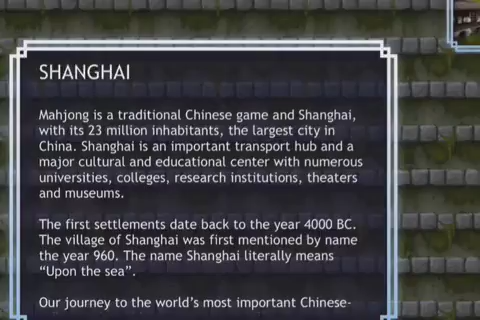 SHANGHAI
Mahjong is a traditional Chinese game and Shanghai,
with its 23 million inhabitants, the largest city in
China. Shanghai is an important transport hub and a
major cultural and educational center with numerous
universities, colleges, research institutions, theaters
and museums.
The first settlements date back to the year 4000 BC.
The village of Shanghai was first mentioned by name
the year 960. The name Shanghai literally means
“Upon the sea”.
Our journey to the world’s most important Chinese-